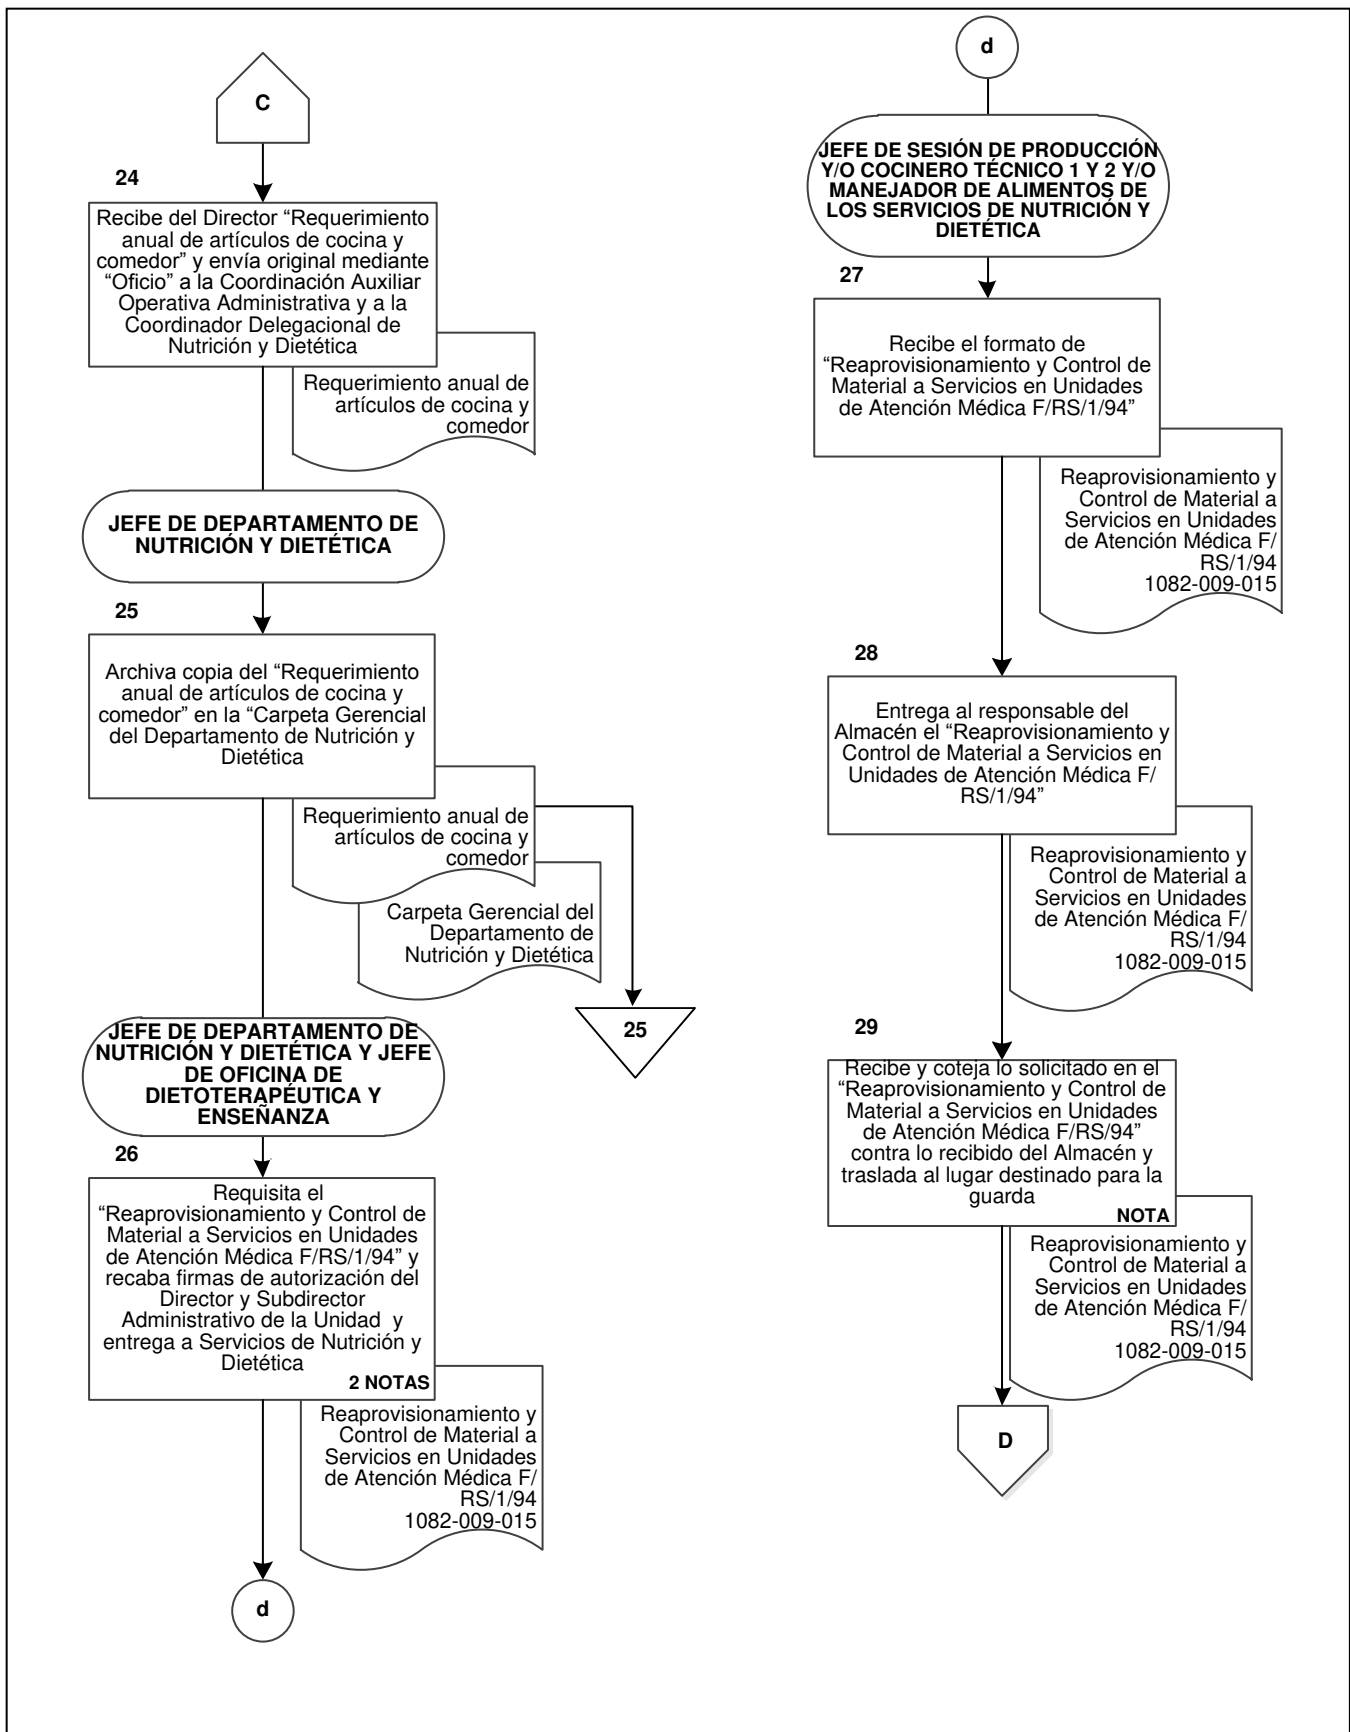 C
24
Recibe del Director “Requerimiento
anual de artículos de cocina y
comedor” y envía original mediante
“Oficio” a la Coordinación Auxiliar
Operativa Administrativa y a la
Coordinador Delegacional de
Nutrición y Dietética
Requerimiento anual de
artículos de cocina y
comedor
JEFE DE DEPARTAMENTO DE
NUTRICIÓN Y DIETÉTICA
25
Archiva copia del “Requerimiento
anual de artículos de cocina y
comedor” en la “Carpeta Gerencial
del Departamento de Nutrición y
Dietética
Requerimiento anual de
artículos de cocina y
comedor
Carpeta Gerencial del
Departamento de
Nutrición y Dietética
25
JEFE DE DEPARTAMENTO DE
NUTRICIÓN Y DIETÉTICA Y JEFE
DE OFICINA DE
DIETOTERAPÉUTICA Y
ENSEÑANZA
26
Requisita el
“Reaprovisionamiento y Control de
Material a Servicios en Unidades
de Atención Médica F/RS/1/94” y
recaba firmas de autorización del
Director y Subdirector
Administrativo de la Unidad y
entrega a Servicios de Nutrición y
Dietética
2 NOTAS
Reaprovisionamiento y
Control de Material a
Servicios en Unidades
de Atención Médica F/
RS/1/94
1082-009-015
d
d
JEFE DE SESIÓN DE PRODUCCIÓN
Y/O COCINERO TÉCNICO 1 Y 2 Y/O
MANEJADOR DE ALIMENTOS DE
LOS SERVICIOS DE NUTRICIÓN Y
DIETÉTICA
27
Recibe el formato de
“Reaprovisionamiento y Control de
Material a Servicios en Unidades
de Atención Médica F/RS/1/94”
Reaprovisionamiento y
Control de Material a
Servicios en Unidades
de Atención Médica F/
RS/1/94
1082-009-015
28
Entrega al responsable del
Almacén el “Reaprovisionamiento y
Control de Material a Servicios en
Unidades de Atención Médica F/
RS/1/94”
Reaprovisionamiento y
Control de Material a
Servicios en Unidades
de Atención Médica F/
RS/1/94
1082-009-015
29
Recibe y coteja lo solicitado en el
“Reaprovisionamiento y Control de
Material a Servicios en Unidades
de Atención Médica F/RS/94”
contra lo recibido del Almacén y
traslada al lugar destinado para la
guarda
NOTA
Reaprovisionamiento y
Control de Material a
Servicios en Unidades
de Atención Médica F/
RS/1/94
1082-009-015
D